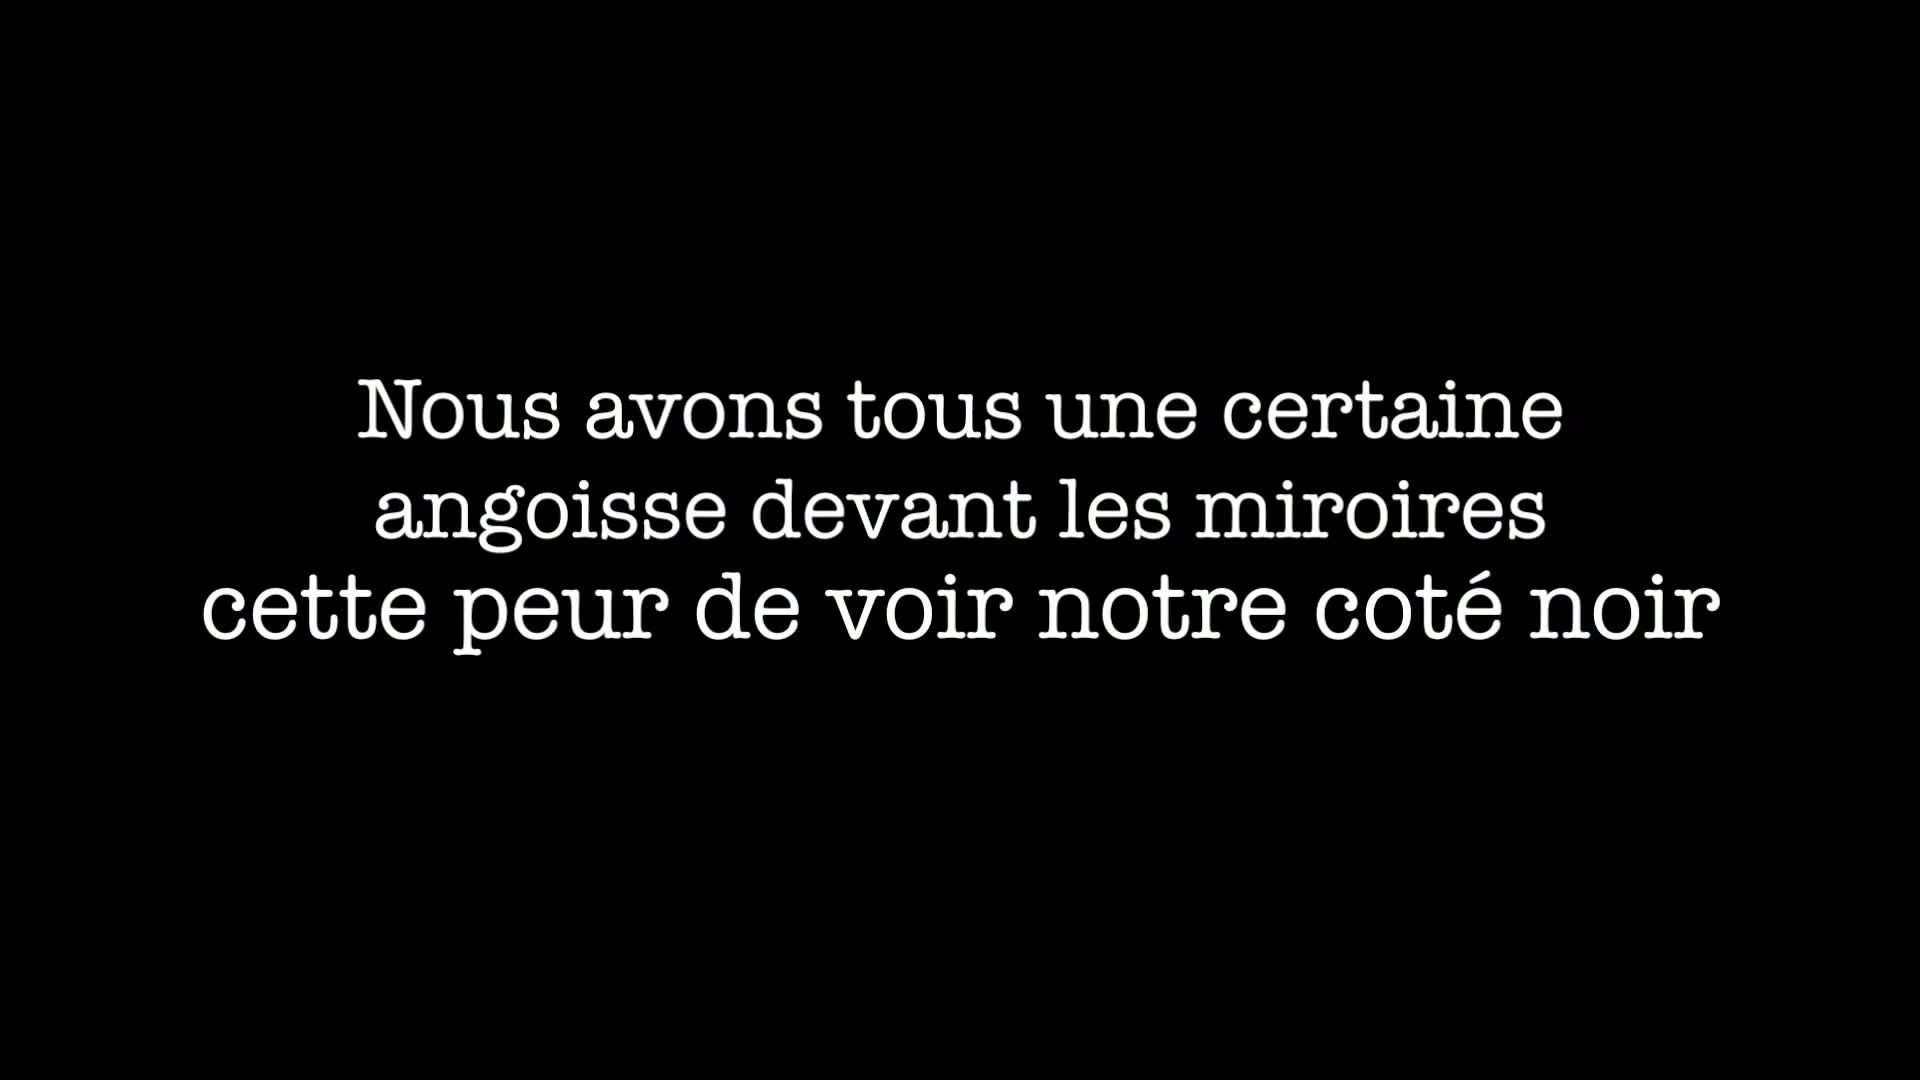 Nous avons tous une certaine
angoisse devant les miroires
cette peur de voir notre coté noir